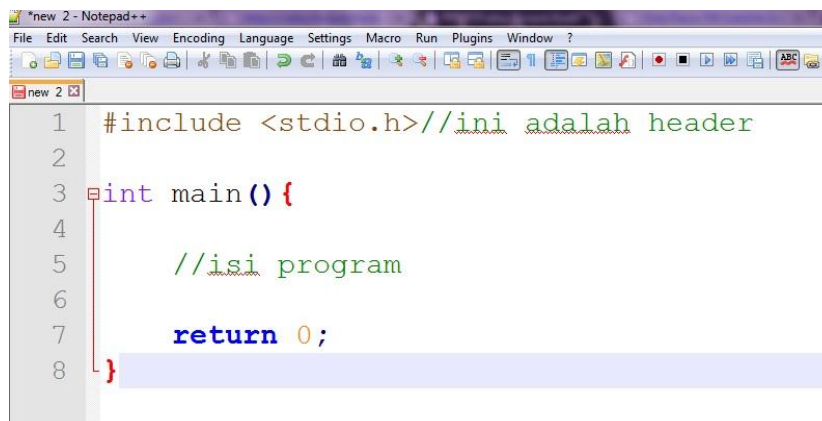 *new 2 - Notepad++
File Edit Search View Encoding Language Settings Macro Run Plugins Window ?
ABC
new 2
1 #include <stdio.h>//ini adalah header
2
3 int main(){
4
5 //isi program
6
7 return 0;
8 }